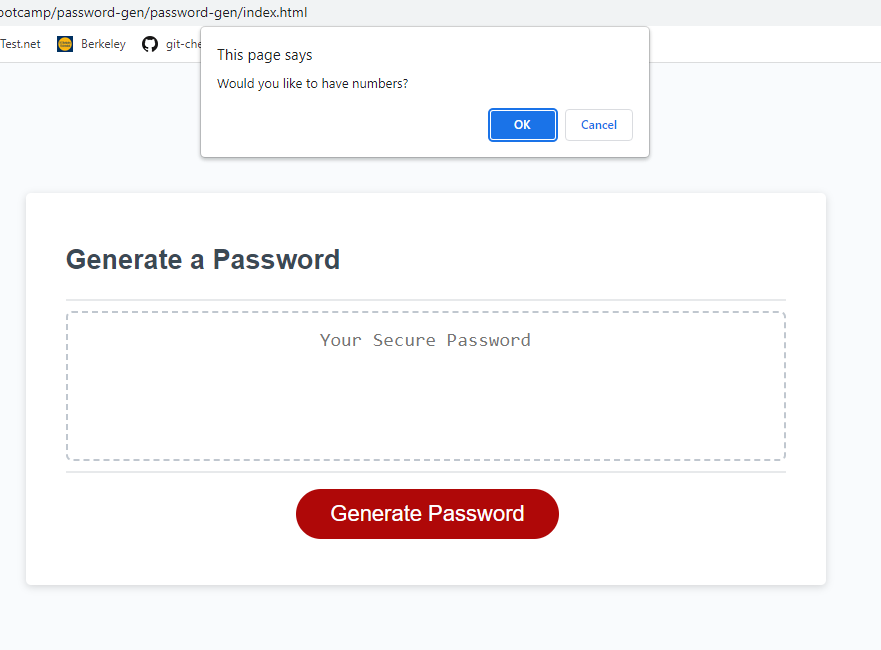 ootcamp/password-gen/password-gen/index.html
Test.net Berkeley git-che
This page says
Would you like to have numbers?
OK Cancel
Generate a Password
Your Secure Password
Generate Password